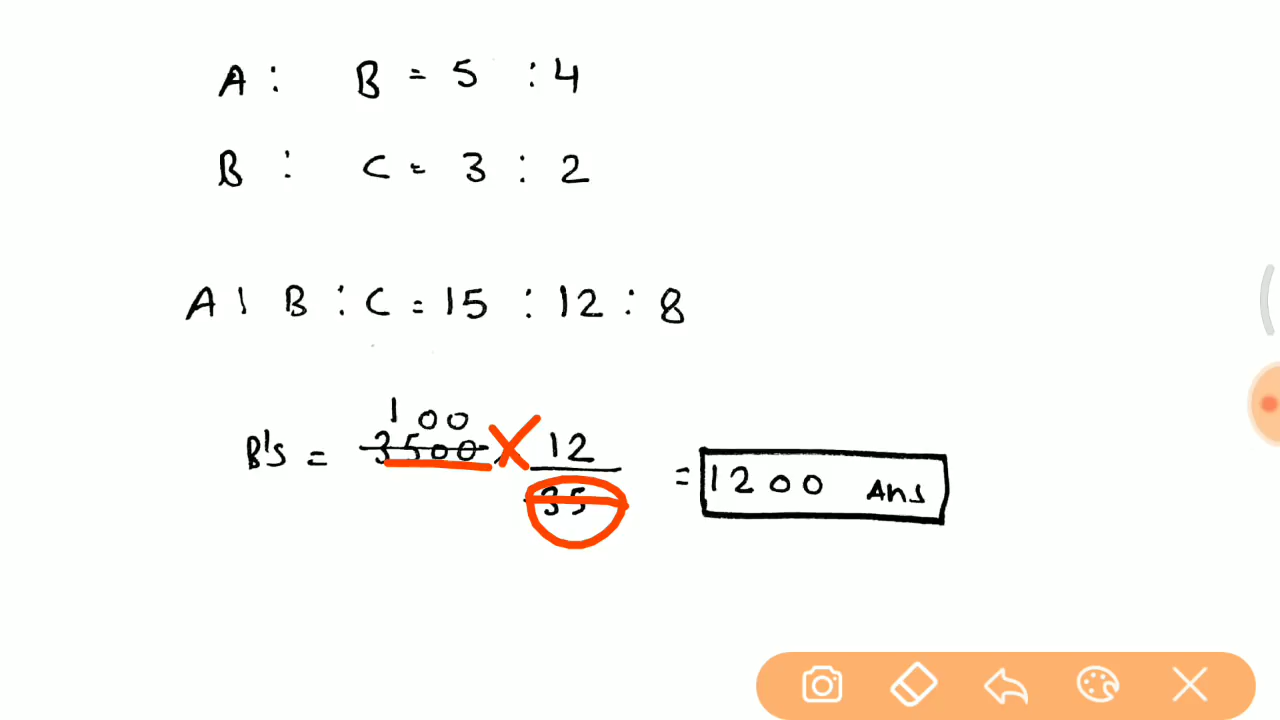 A : B = 5 : 4
B : C = 3 : 2
A | B : C = 15 : 12 : 8
100
B's = 3500 × 12
35
= 1200 Ans